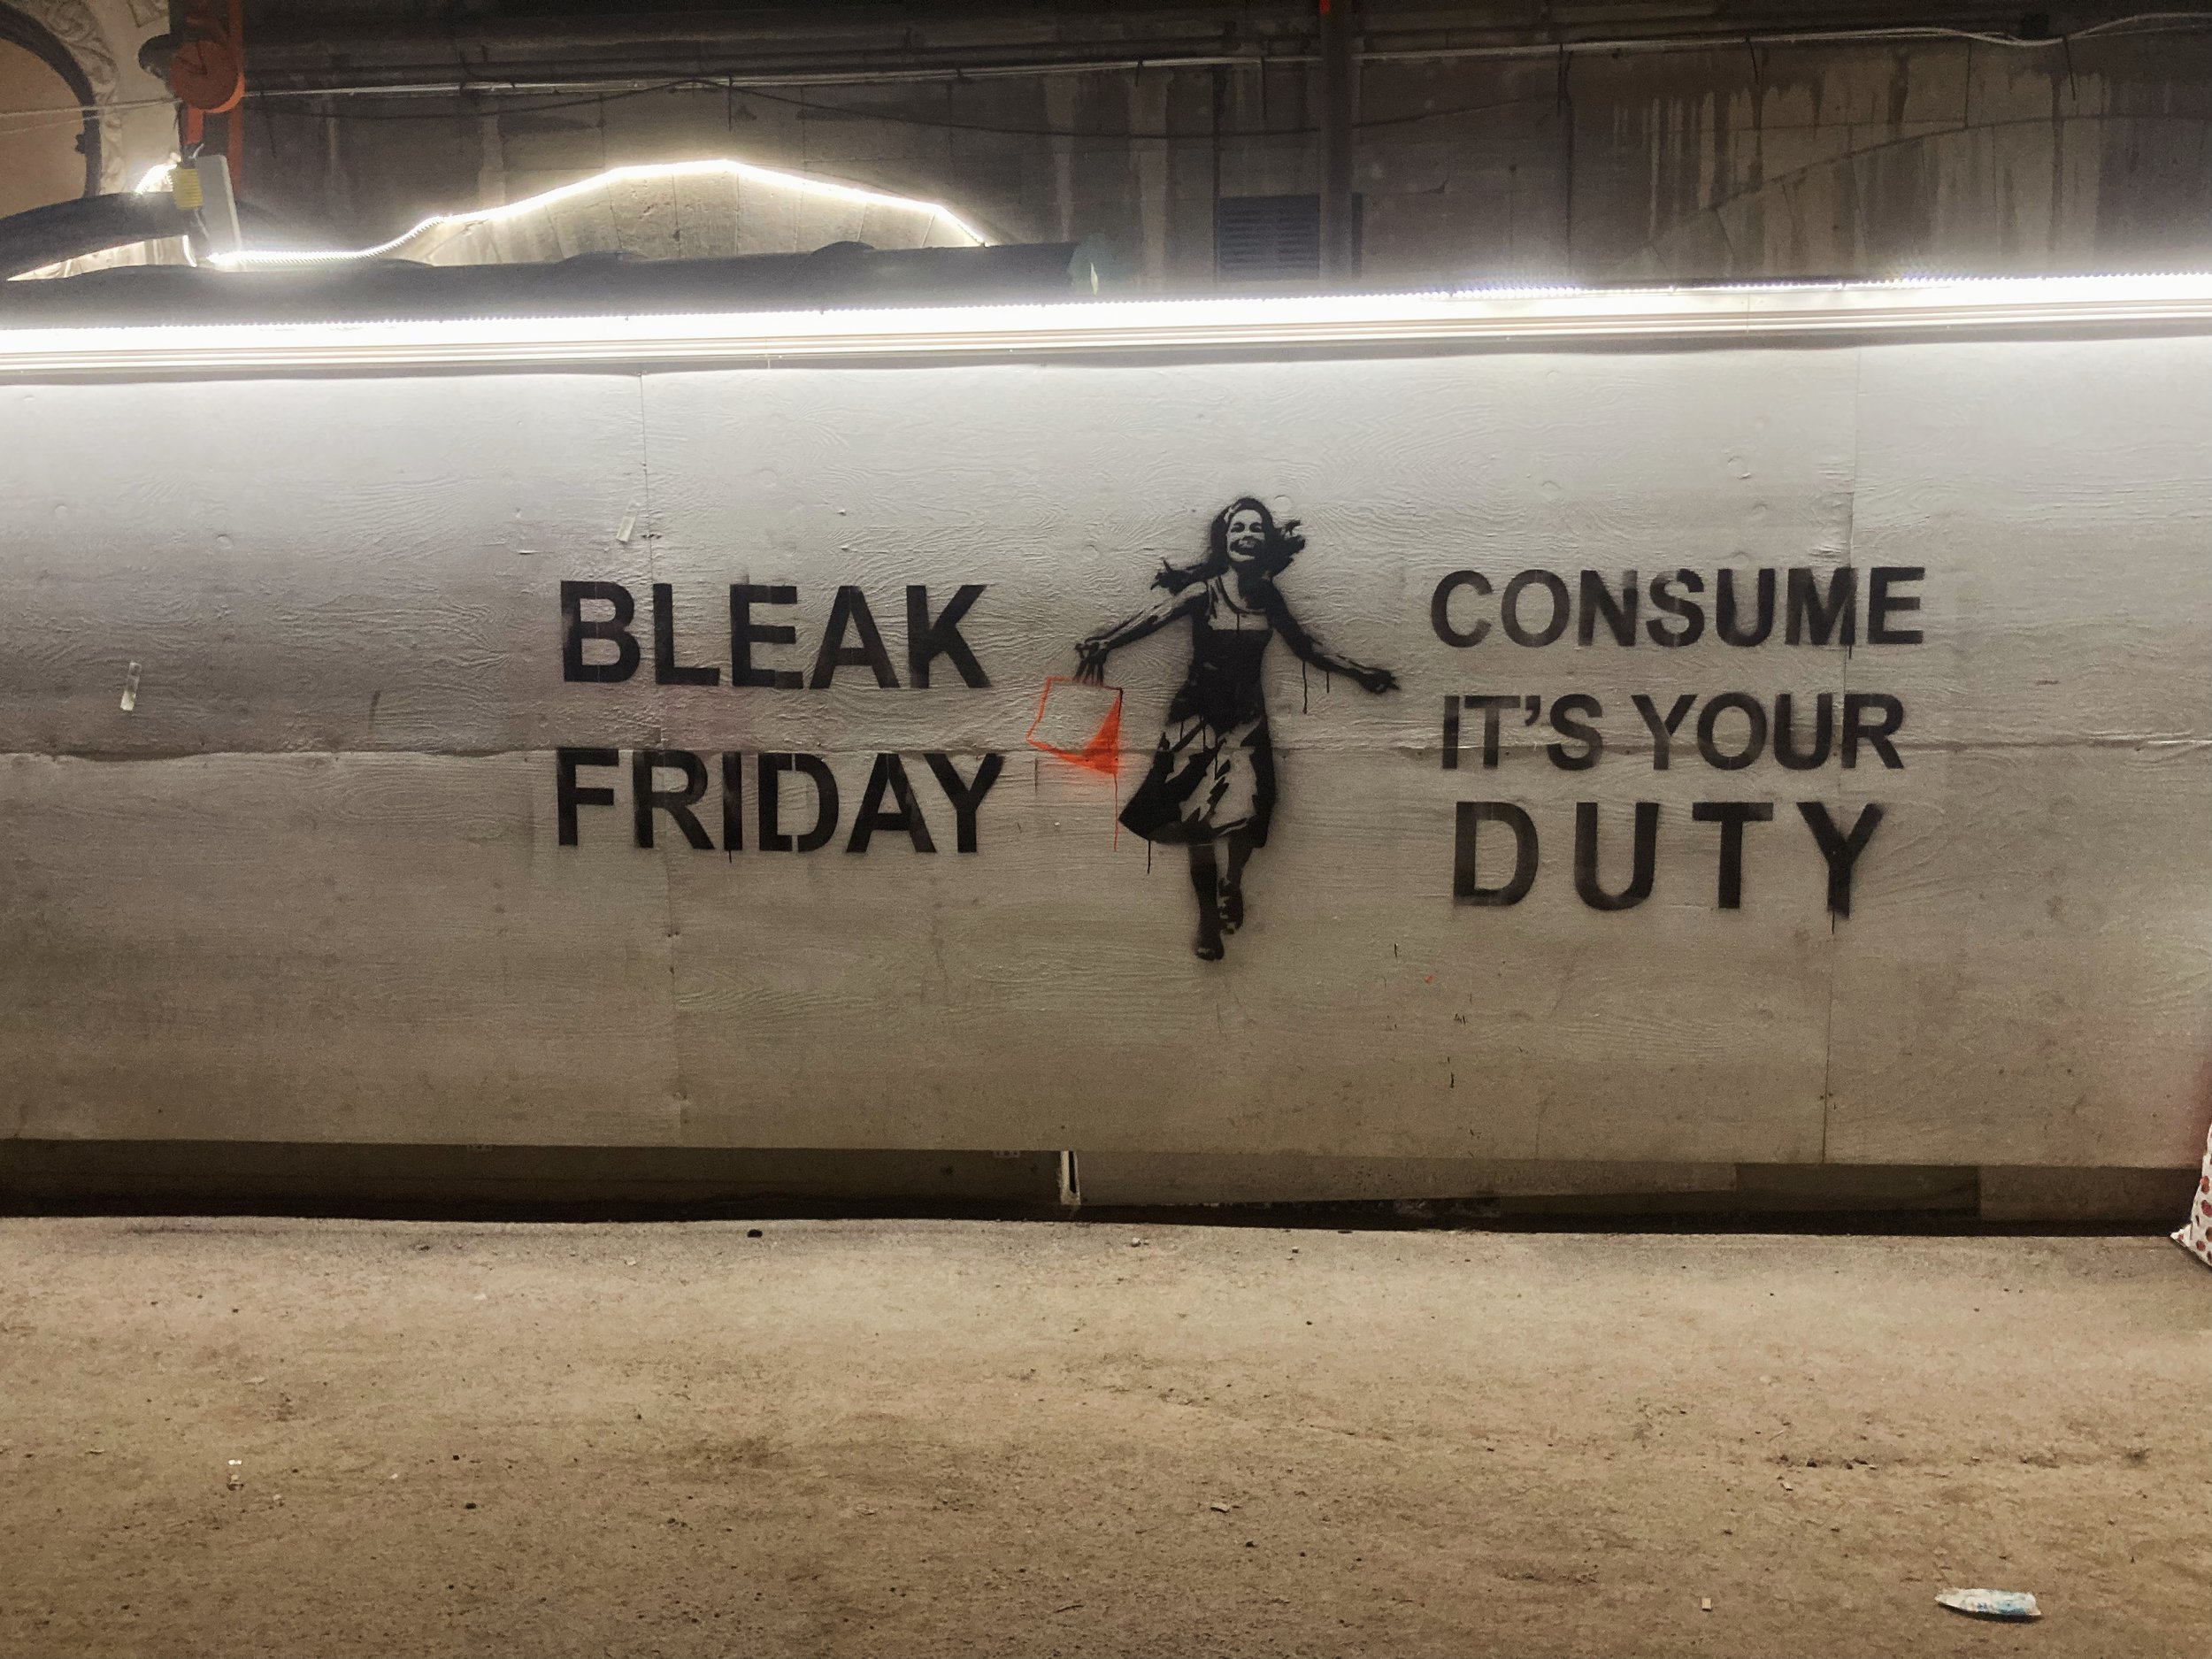 BLEAK
FRIDAY
CONSUME
IT'S YOUR
DUTY